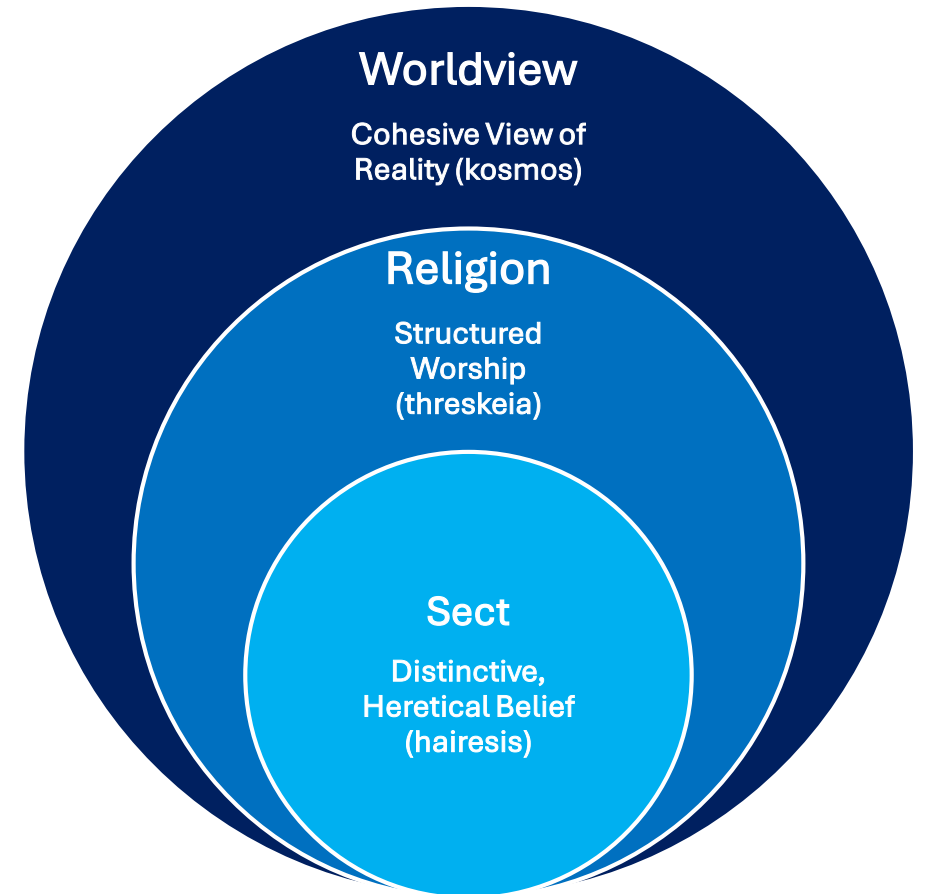 Worldview
Cohesive View of
Reality (kosmos)
Religion
Structured
Worship
(threskeia)
Sect
Distinctive,
Heretical Belief
(hairesis)